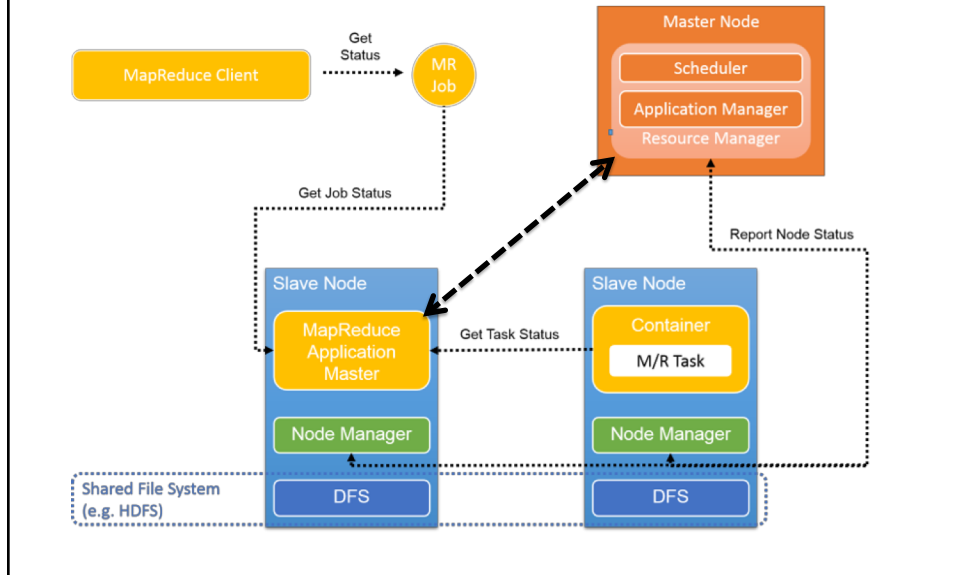 Master Node
Get
Status
MapReduce Client
MR
Job
Scheduler
Application Manager
Resource Manager
Get Job Status
Report Node Status
Slave Node
Slave Node
MapReduce
Application
Master
Get Task Status
Container
M/R Task
Node Manager
Node Manager
Shared File System
(e.g. HDFS)
DFS
DFS